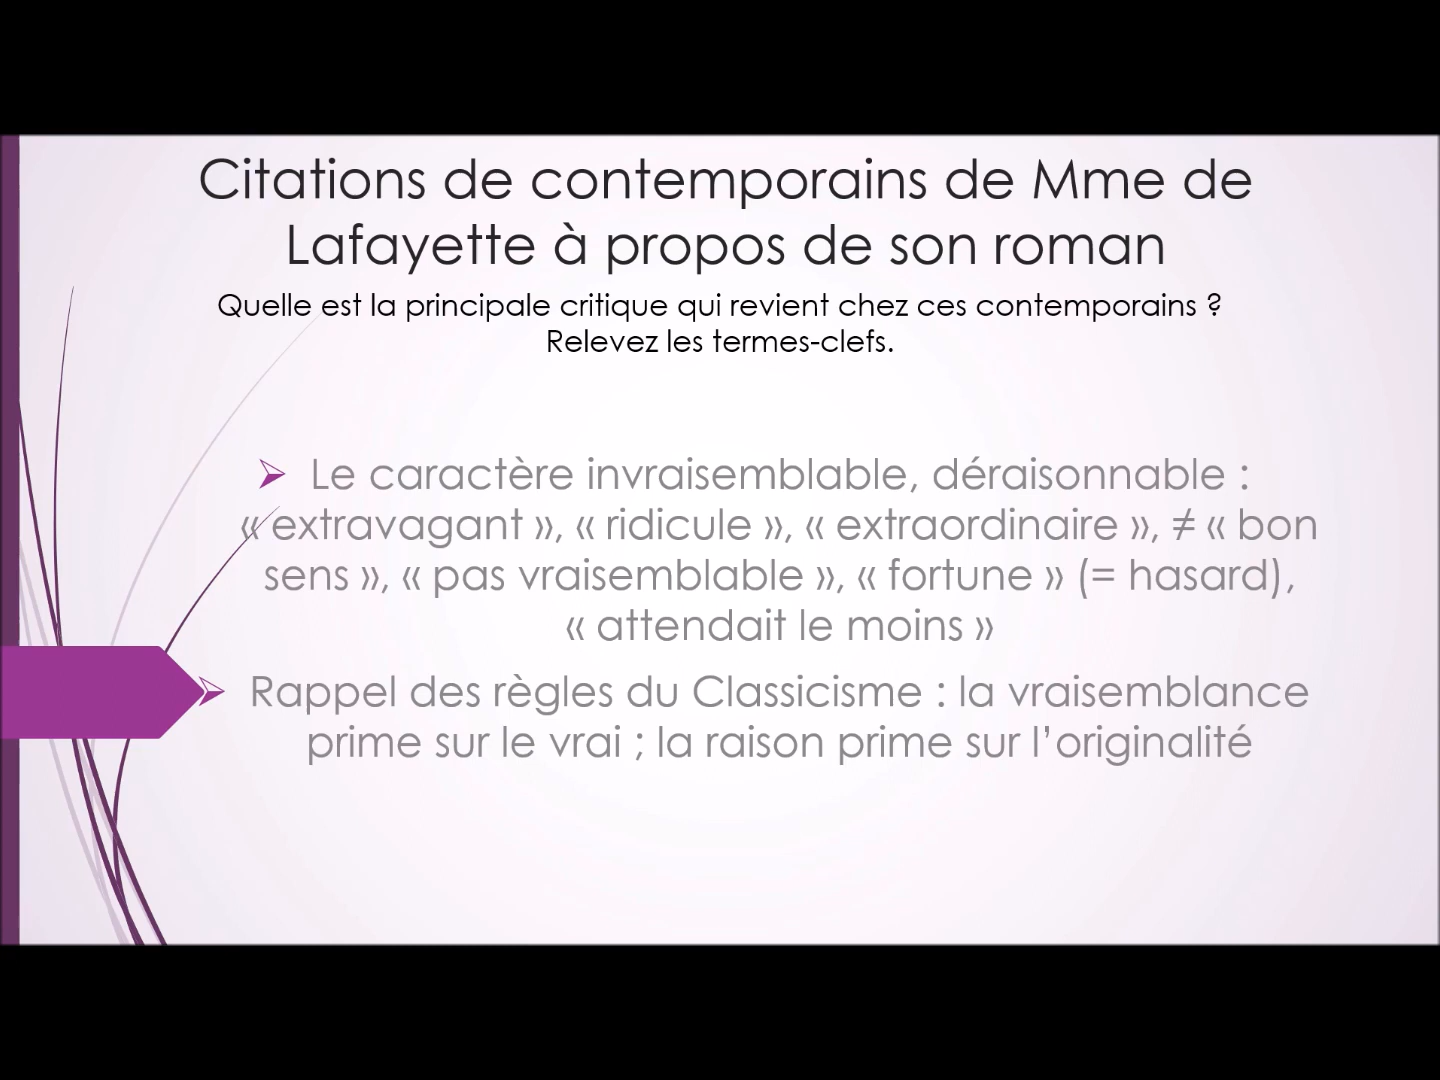 Citations de contemporains de Mme de
Lafayette à propos de son roman
Quelle est la principale critique qui revient chez ces contemporains ?
Relevez les termes-clefs.
Le caractère invraisemblable, déraisonnable :
« extravagant », « ridicule », « extraordinaire », ≠ « bon
sens », « pas vraisemblable », « fortune » (= hasard),
« attendait le moins »
Rappel des règles du Classicisme : la vraisemblance
prime sur le vrai ; la raison prime sur l’originalité